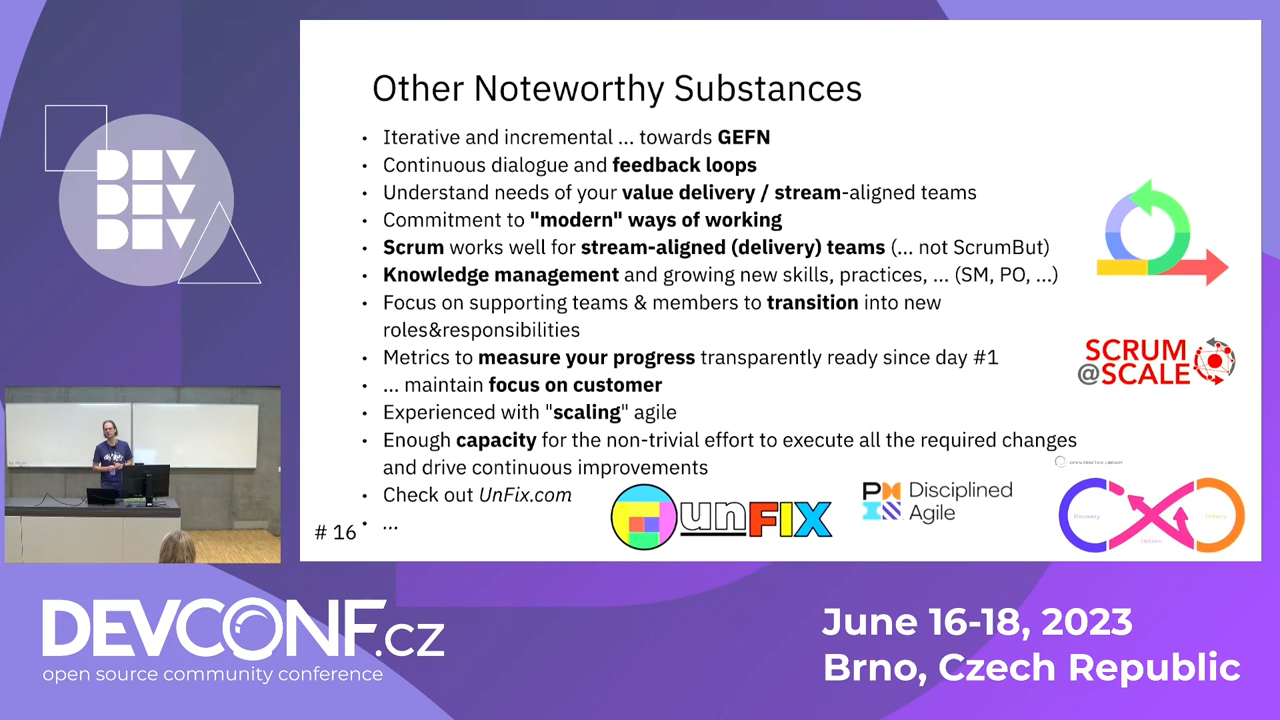 DEV
DEV
DEV
Other Noteworthy Substances
• Iterative and incremental ... towards GEFN
• Continuous dialogue and feedback loops
• Understand needs of your value delivery / stream-aligned teams
• Commitment to "modern" ways of working
• Scrum works well for stream-aligned (delivery) teams (... not ScrumBut)
• Knowledge management and growing new skills, practices, ... (SM, PO, ...)
• Focus on supporting teams & members to transition into new
roles&responsibilities
• Metrics to measure your progress transparently ready since day #1
• ... maintain focus on customer
• Experienced with "scaling" agile
• Enough capacity for the non-trivial effort to execute all the required changes
and drive continuous improvements
• Check out UnFix.com
• ...
# 16
SCRUM
@SCALE
OPEN PRACTICE LIBRARY
unFIX
PMI
Disciplined
Agile
Discovery
Options
Delivery
DEVCONF.cz
open source community conference
June 16-18, 2023
Brno, Czech Republic